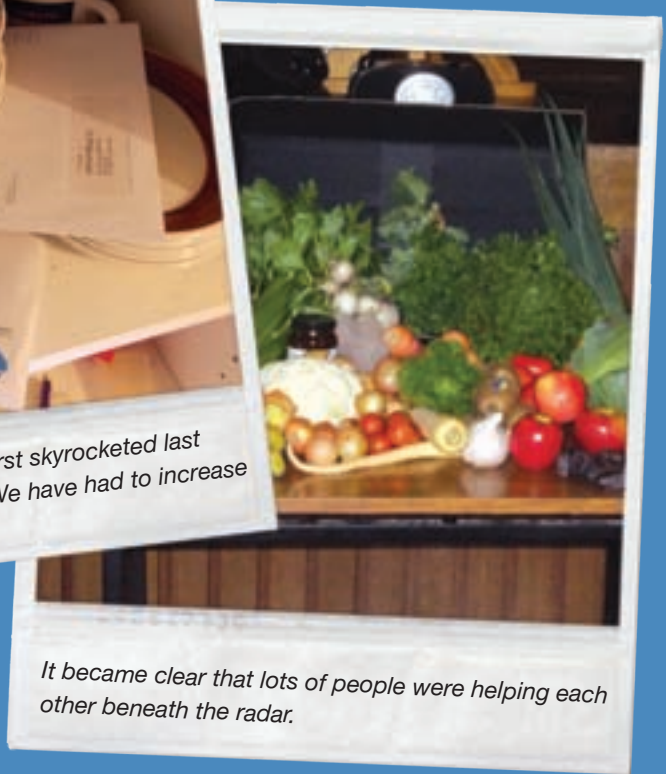 rst skyrocketed last
We have had to increase
It became clear that lots of people were helping each
other beneath the radar.